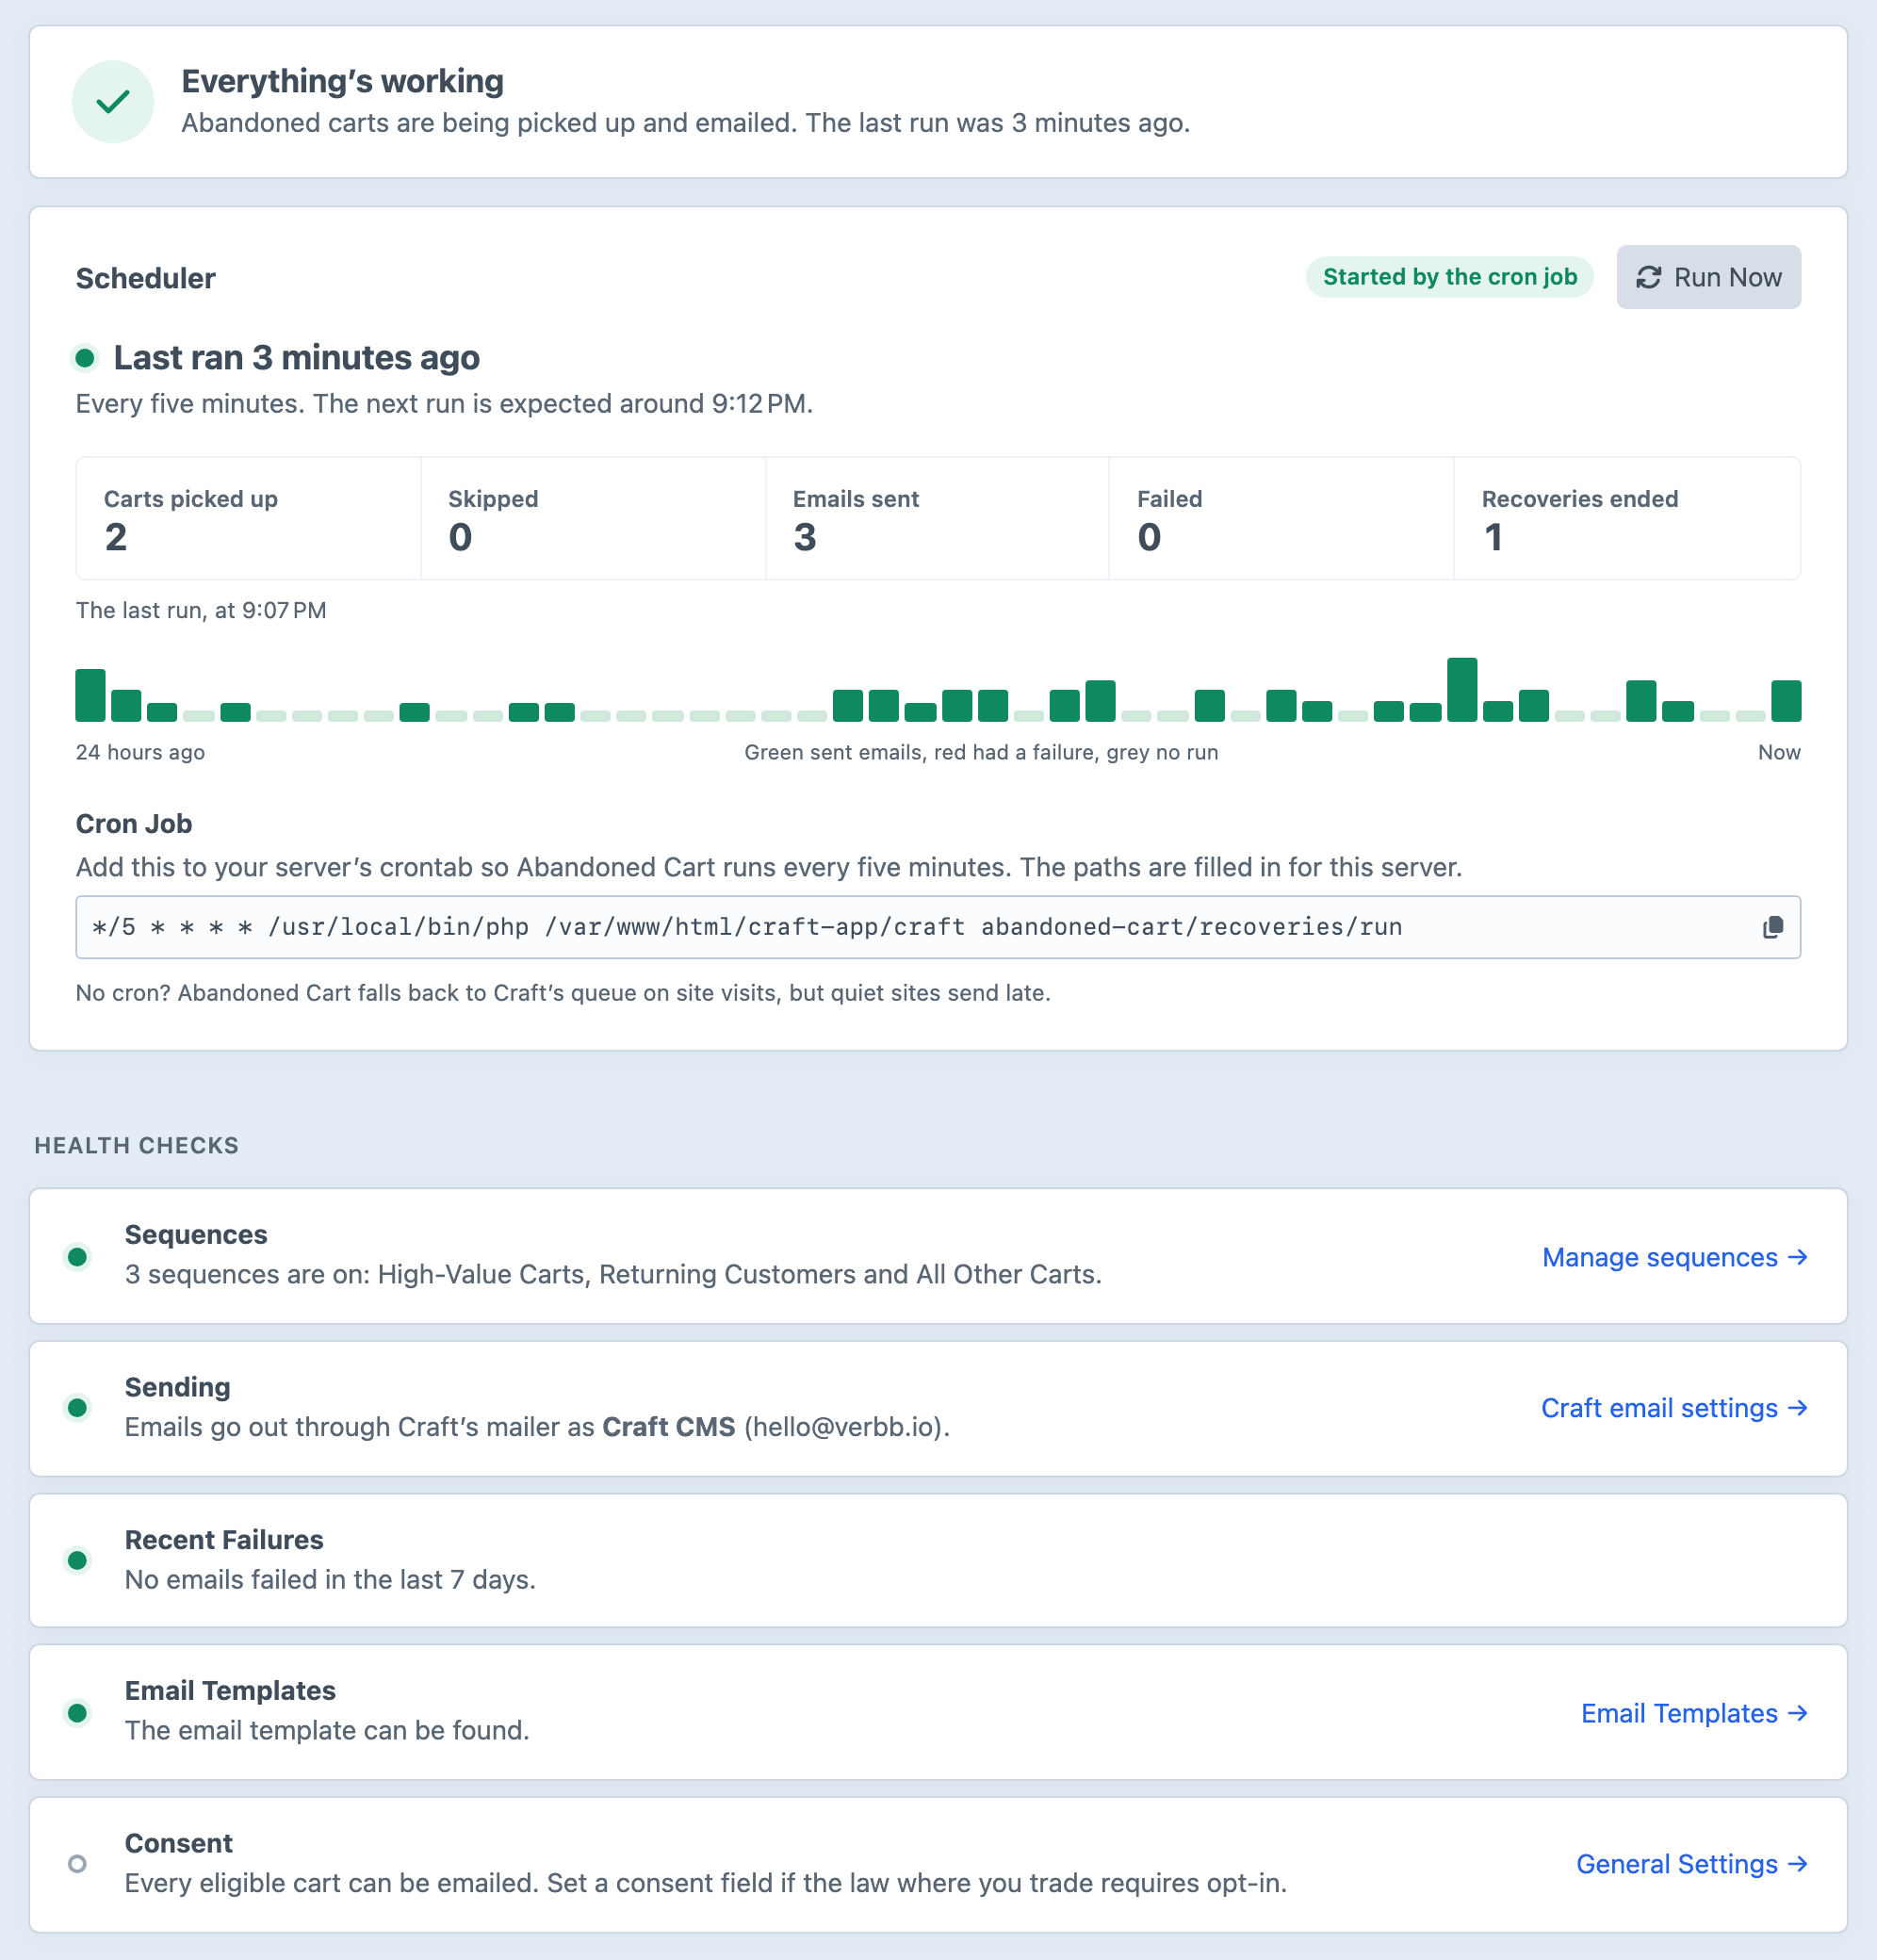 Everything’s working
Abandoned carts are being picked up and emailed. The last run was 3 minutes ago.
Scheduler
Started by the cron job
Run Now
Last ran 3 minutes ago
Every five minutes. The next run is expected around 9:12 PM.
Carts picked up
2
Skipped
0
Emails sent
3
Failed
0
Recoveries ended
1
The last run, at 9:07 PM
24 hours ago
Green sent emails, red had a failure, grey no run
Now
Cron Job
Add this to your server’s crontab so Abandoned Cart runs every five minutes. The paths are filled in for this server.
*/5 * * * * /usr/local/bin/php /var/www/html/craft-app/craft abandoned-cart/recoveries/run
No cron? Abandoned Cart falls back to Craft’s queue on site visits, but quiet sites send late.
HEALTH CHECKS
Sequences
3 sequences are on: High-Value Carts, Returning Customers and All Other Carts.
Manage sequences →
Sending
Emails go out through Craft’s mailer as Craft CMS (hello@verbb.io).
Craft email settings →
Recent Failures
No emails failed in the last 7 days.
Email Templates
The email template can be found.
Email Templates →
Consent
Every eligible cart can be emailed. Set a consent field if the law where you trade requires opt-in.
General Settings →